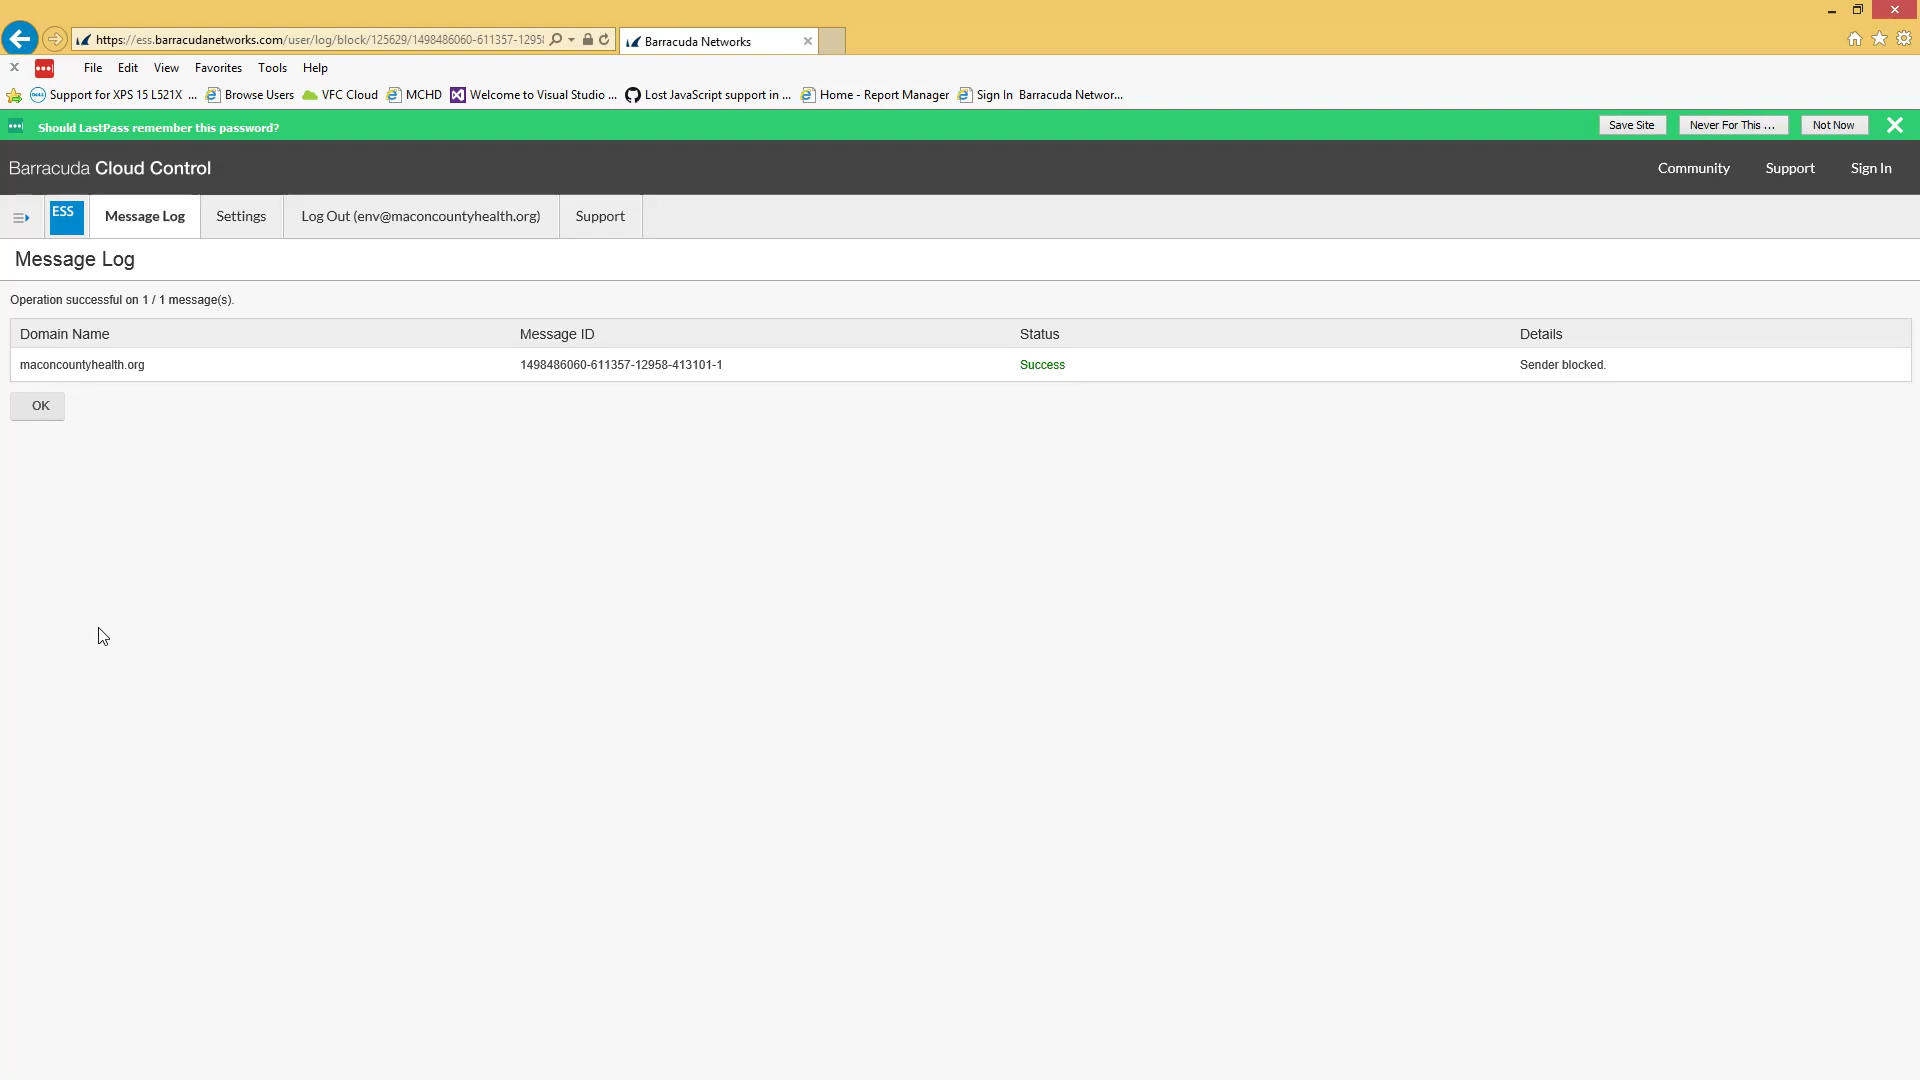 https://ess.barracudanetworks.com/user/log/block/125629/1498486060-611357-1295
Barracuda Networks
File Edit View Favorites Tools Help
Support for XPS 15 L521X ... Browse Users VFC Cloud MCHD Welcome to Visual Studio ... Lost JavaScript support in ... Home - Report Manager Sign In Barracuda Networ...
Should LastPass remember this password? Save Site Never For This ... Not Now
Barracuda Cloud Control Community Support Sign In
ESS Message Log Settings Log Out (env@maconcountyhealth.org) Support
Message Log
Operation successful on 1 / 1 message(s).
Domain Name Message ID Status Details
maconcountyhealth.org 1498486060-611357-12958-413101-1 Success Sender blocked.
OK